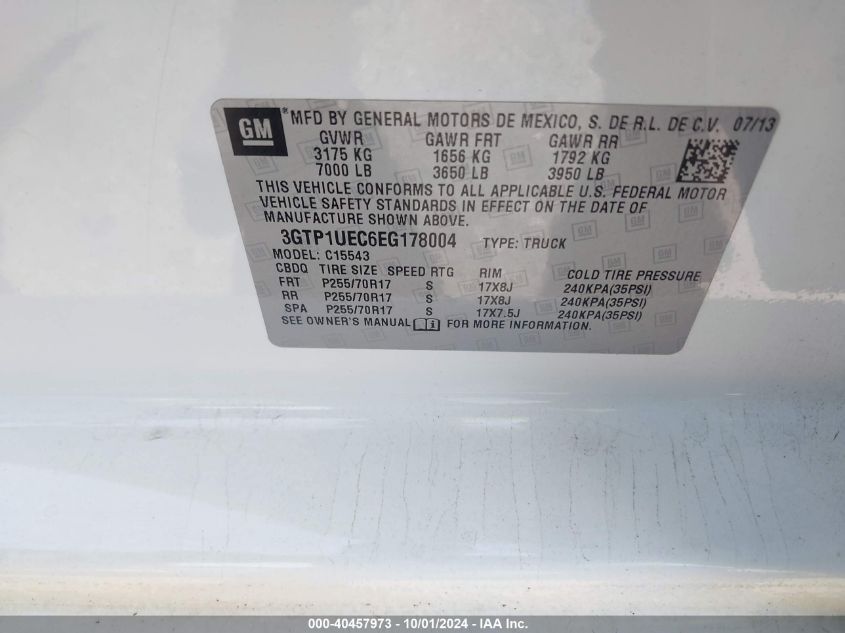 GM
*MFD BY GENERAL MOTORS DE MEXICO, S. DE R.L. DE C.V. 07/13
GVWR GAWR FRT GAWR RR
3175 KG 1656 KG 1792 KG
7000 LB 3650 LB 3950 LB
THIS VEHICLE CONFORMS TO ALL APPLICABLE U.S. FEDERAL MOTOR
VEHICLE SAFETY STANDARDS IN EFFECT ON THE DATE OF
MANUFACTURE SHOWN ABOVE.
3GTP1UEC6EG178004 TYPE: TRUCK
MODEL: C15543
CBDQ TIRE SIZE SPEED RTG RIM COLD TIRE PRESSURE
FRT P255/70R17 S 17X8J 240KPA(35PSI)
RR P255/70R17 S 17X8J 240KPA(35PSI)
SPA P255/70R17 S 17X7.5J 240KPA(35PSI)
SEE OWNER'S MANUAL FOR MORE INFORMATION.
000-40457973 - 10/01/2024 - IAA Inc.